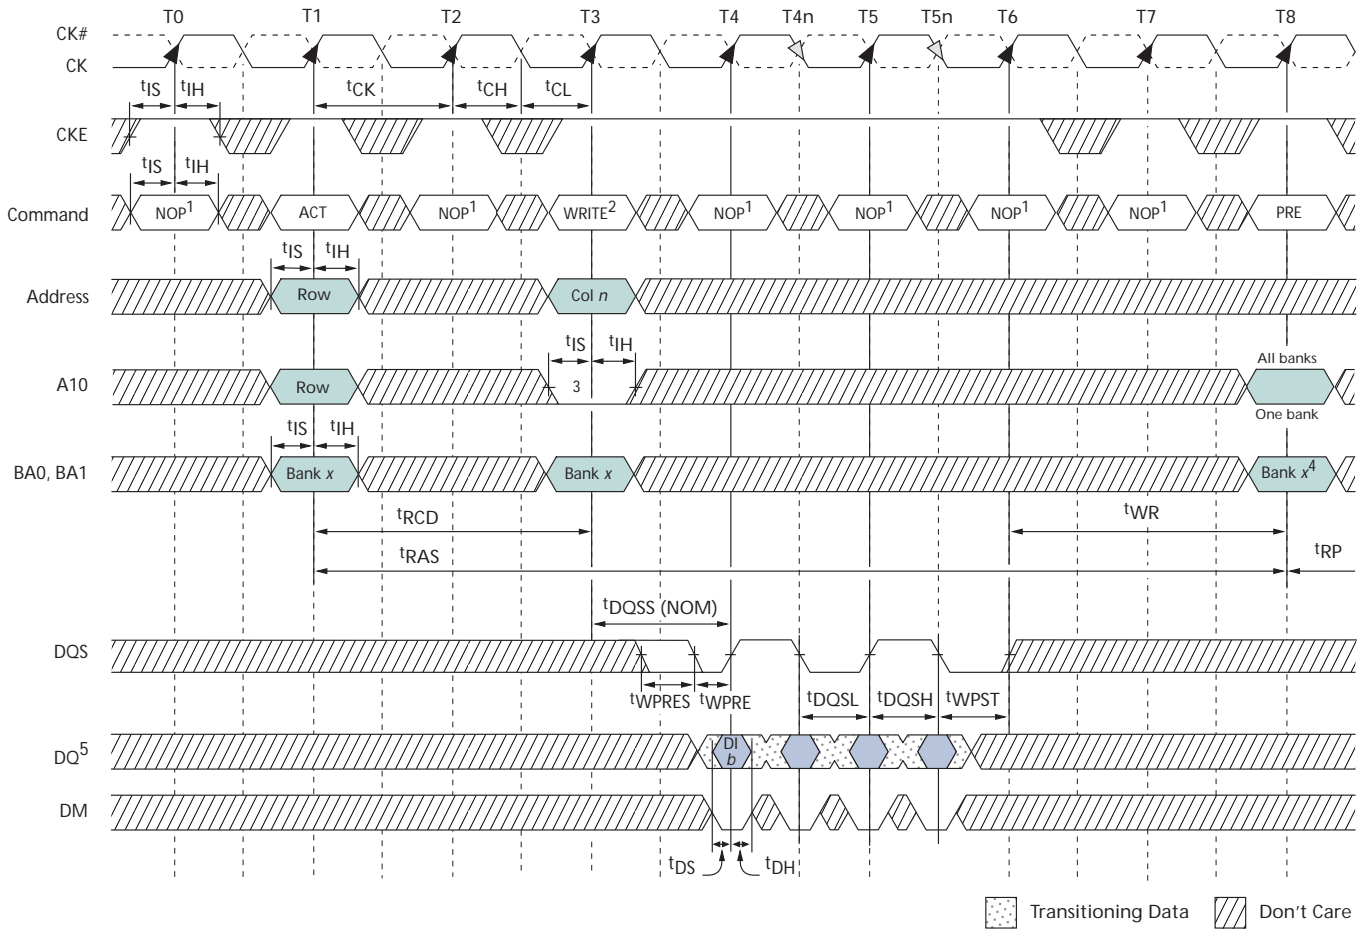 T0 T1 T2 T3 T4 T4n T5 T5n T6 T7 T8
CK#
CK
tIS tIH tCK tCH tCL
CKE
tIS tIH
Command NOP1 ACT NOP1 WRITE2 NOP1 NOP1 NOP1 NOP1 PRE
tIS tIH
Address Row Col n
tIS tIH
All banks
A10 Row 3
One bank
tIS tIH
BA0, BA1 Bank x Bank x Bank x4
tRCD tWR
tRAS tRP
tDQSS (NOM)
DQS
tWPRES tWPRE tDQSL tDQSH tWPST
DQ5 DI
b
DM
tDS tDH
Transitioning Data Don't Care